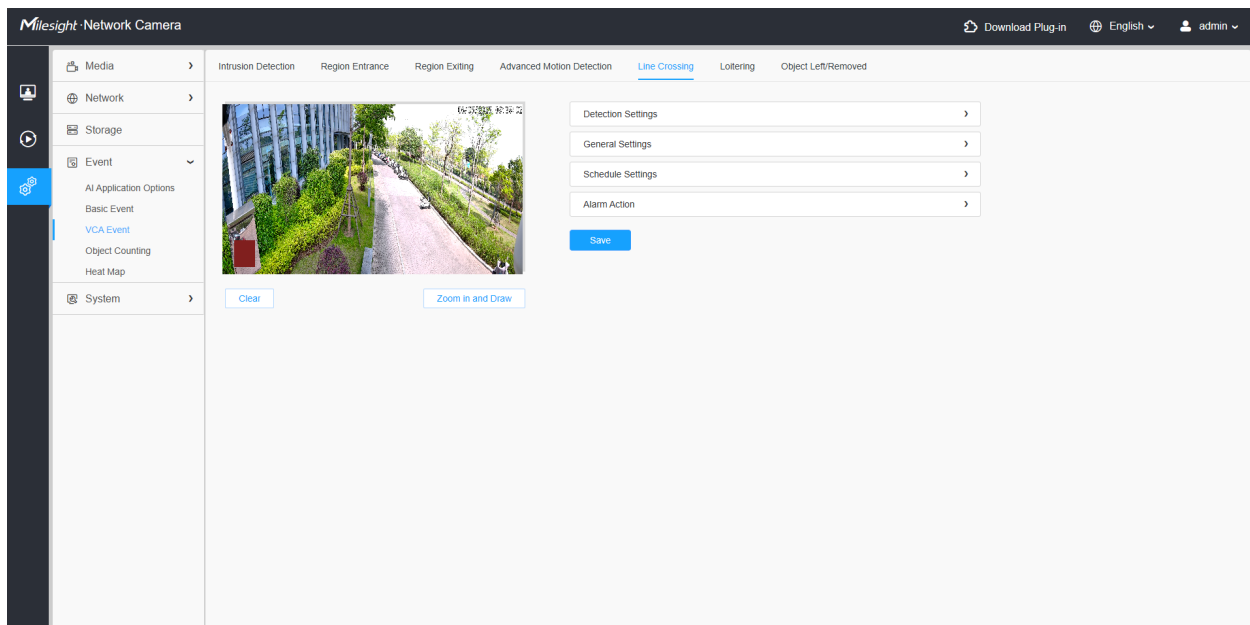 Milesight · Network Camera
Download Plug-in
English
admin
Media
Network
Storage
Event
AI Application Options
Basic Event
VCA Event
Object Counting
Heat Map
System
Intrusion Detection
Region Entrance
Region Exiting
Advanced Motion Detection
Line Crossing
Loitering
Object Left/Removed
Clear
Zoom in and Draw
Detection Settings
General Settings
Schedule Settings
Alarm Action
Save